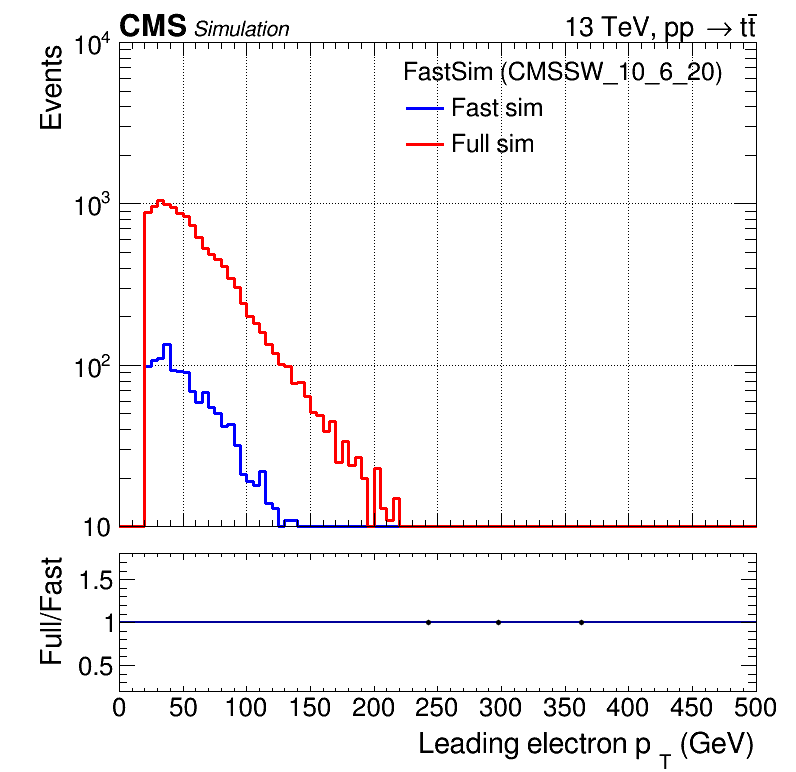 CMS Simulation 13 TeV, pp → tt̄
10⁴
Events
FastSim (CMSSW_10_6_20)
Fast sim
Full sim
10³
10²
10
Full/Fast
1.5
1
0.5
0 50 100 150 200 250 300 350 400 450 500
Leading electron p_T (GeV)